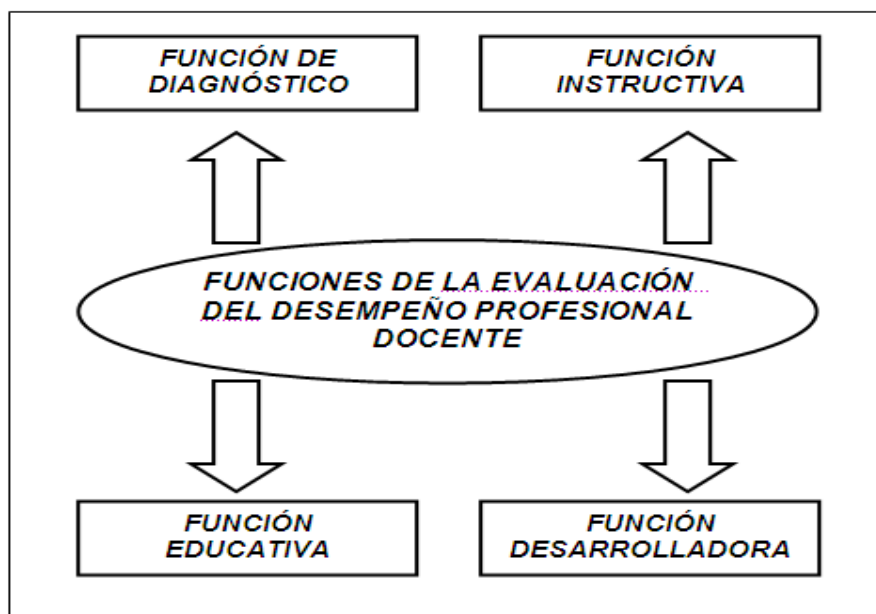 FUNCIÓN DE
DIAGNÓSTICO
FUNCIÓN
INSTRUCTIVA
FUNCIONES DE LA EVALUACIÓN
DEL DESEMPEÑO PROFESIONAL
DOCENTE
FUNCIÓN
EDUCATIVA
FUNCIÓN
DESARROLLADORA